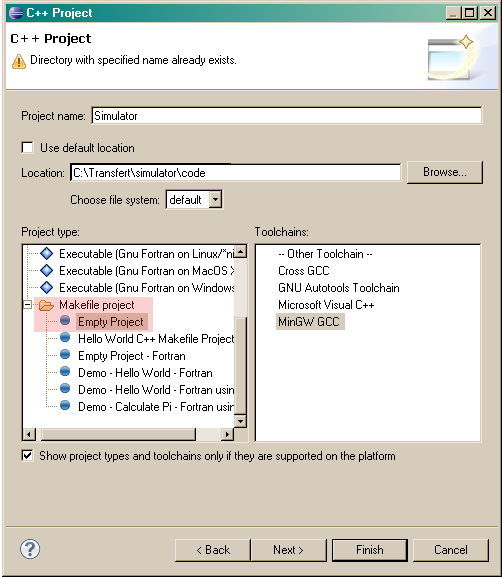 C++ Project
C++ Project
Directory with specified name already exists.
Project name: Simulator
Use default location
Location: C:\Transfert\simulator\code Browse...
Choose file system: default
Project type: Toolchains:
Executable (Gnu Fortran on Linux/*ni
Executable (Gnu Fortran on MacOS X
Executable (Gnu Fortran on Windows
Makefile project
Empty Project
Hello World C++ Makefile Project
Empty Project - Fortran
Demo - Hello World - Fortran
Demo - Hello World - Fortran usin
Demo - Calculate Pi - Fortran usin
-- Other Toolchain --
Cross GCC
GNU Autotools Toolchain
Microsoft Visual C++
MinGW GCC
Show project types and toolchains only if they are supported on the platform
? < Back Next > Finish Cancel